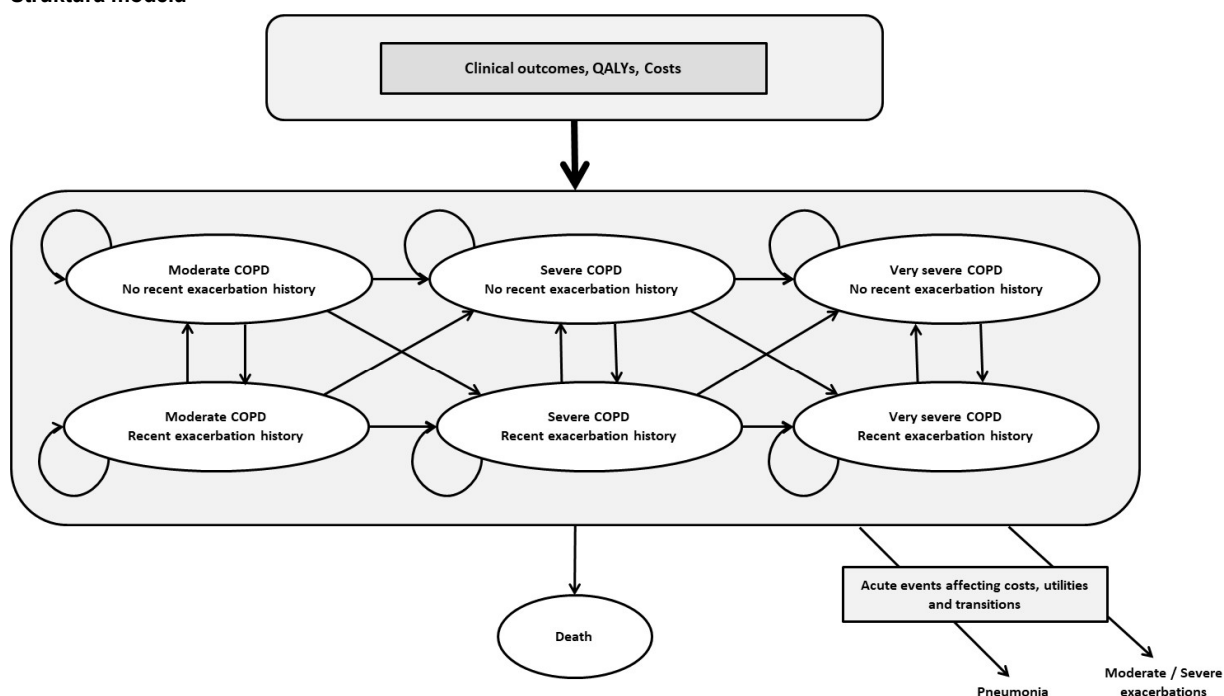 Struktura modelu
Clinical outcomes, QALYs, Costs
Moderate COPD
No recent exacerbation history
Severe COPD
No recent exacerbation history
Very severe COPD
No recent exacerbation history
Moderate COPD
Recent exacerbation history
Severe COPD
Recent exacerbation history
Very severe COPD
Recent exacerbation history
Acute events affecting costs, utilities
and transitions
Death
Pneumonia
Moderate / Severe
exacerbations